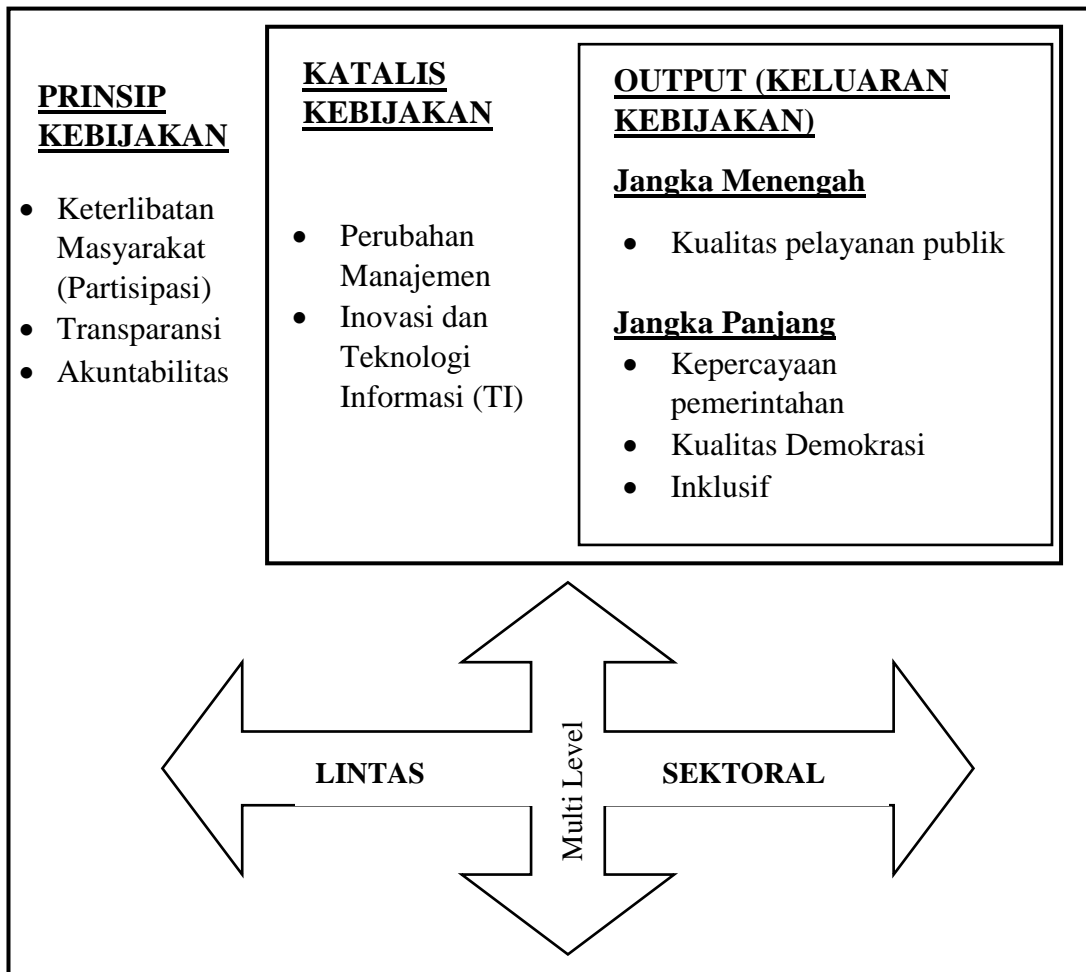 PRINSIP
KEBIJAKAN
• Keterlibatan
Masyarakat
(Partisipasi)
• Transparansi
• Akuntabilitas
KATALIS
KEBIJAKAN
• Perubahan
Manajemen
• Inovasi dan
Teknologi
Informasi (TI)
OUTPUT (KELUARAN
KEBIJAKAN)
Jangka Menengah
• Kualitas pelayanan publik
Jangka Panjang
• Kepercayaan
pemerintahan
• Kualitas Demokrasi
• Inklusif
LINTAS
Multi Level
SEKTORAL